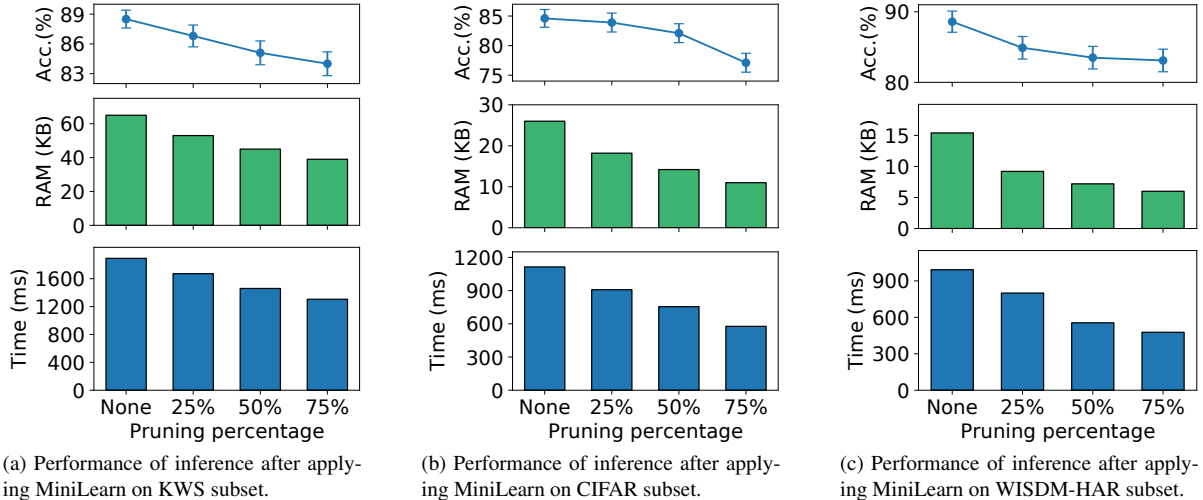 89
86
83
Acc.(%)
60
40
20
0
RAM (KB)
1600
1200
800
400
0
Time (ms)
None 25% 50% 75%
Pruning percentage
(a) Performance of inference after apply-
ing MiniLearn on KWS subset.
85
80
75
Acc.(%)
30
20
10
0
RAM (KB)
1200
900
600
300
0
Time (ms)
None 25% 50% 75%
Pruning percentage
(b) Performance of inference after apply-
ing MiniLearn on CIFAR subset.
90
80
Acc.(%)
15
10
5
0
RAM (KB)
900
600
300
0
Time (ms)
None 25% 50% 75%
Pruning percentage
(c) Performance of inference after apply-
ing MiniLearn on WISDM-HAR subset.